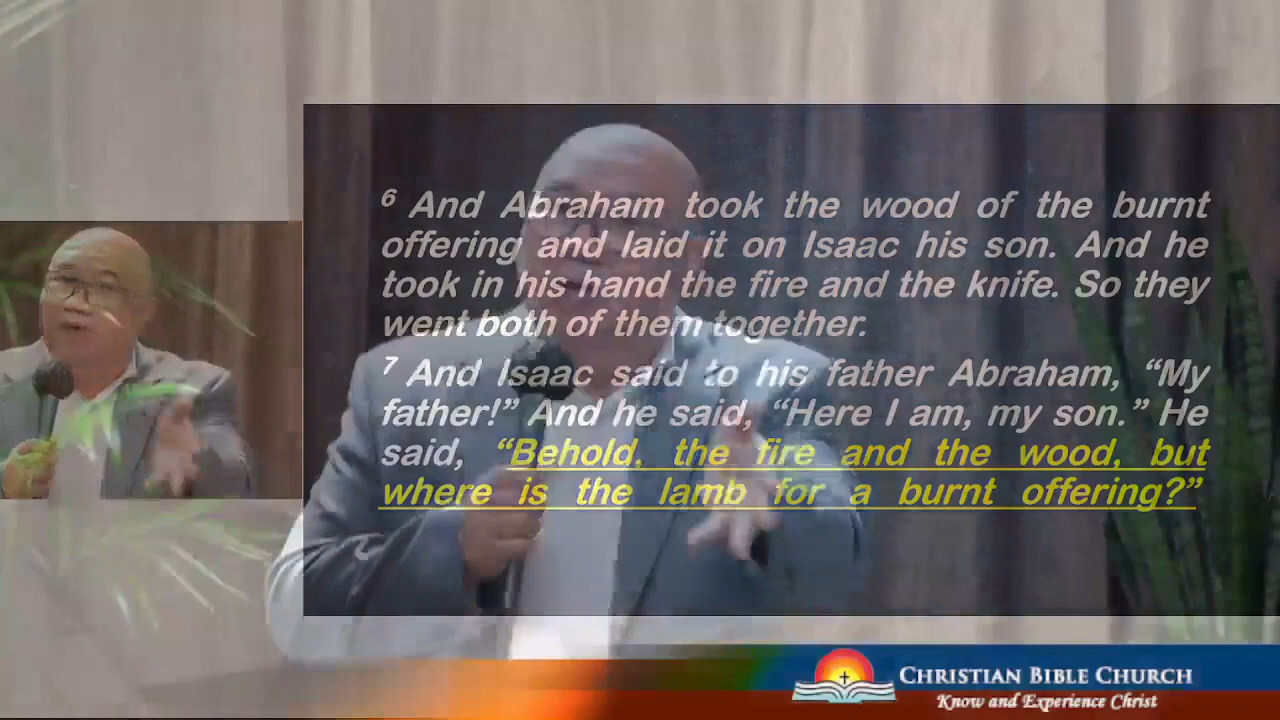 ⁶ And Abraham took the wood of the burnt
offering and laid it on Isaac his son. And he
took in his hand the fire and the knife. So they
went both of them together.
⁷ And Isaac said to his father Abraham, “My
father!” And he said, “Here I am, my son.” He
said, “Behold, the fire and the wood, but
where is the lamb for a burnt offering?”
CHRISTIAN BIBLE CHURCH
Know and Experience Christ